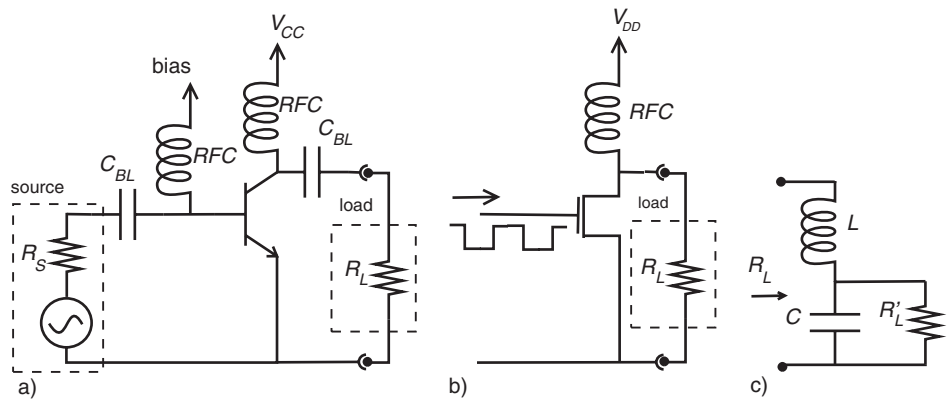 V_CC
bias
RFC
RFC
C_BL
C_BL
source
R_S
load
R_L
a)
V_DD
RFC
load
R_L
b)
L
R_L
C
R'_L
c)